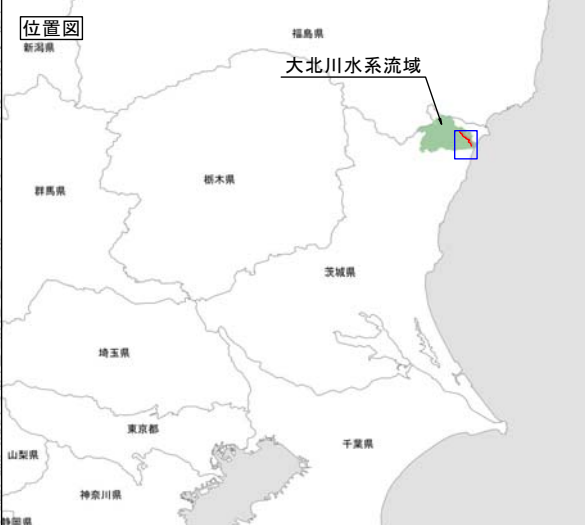 位置図
新潟県
福島県
大北川水系流域
群馬県
栃木県
茨城県
埼玉県
東京都
千葉県
山梨県
神奈川県
静岡県